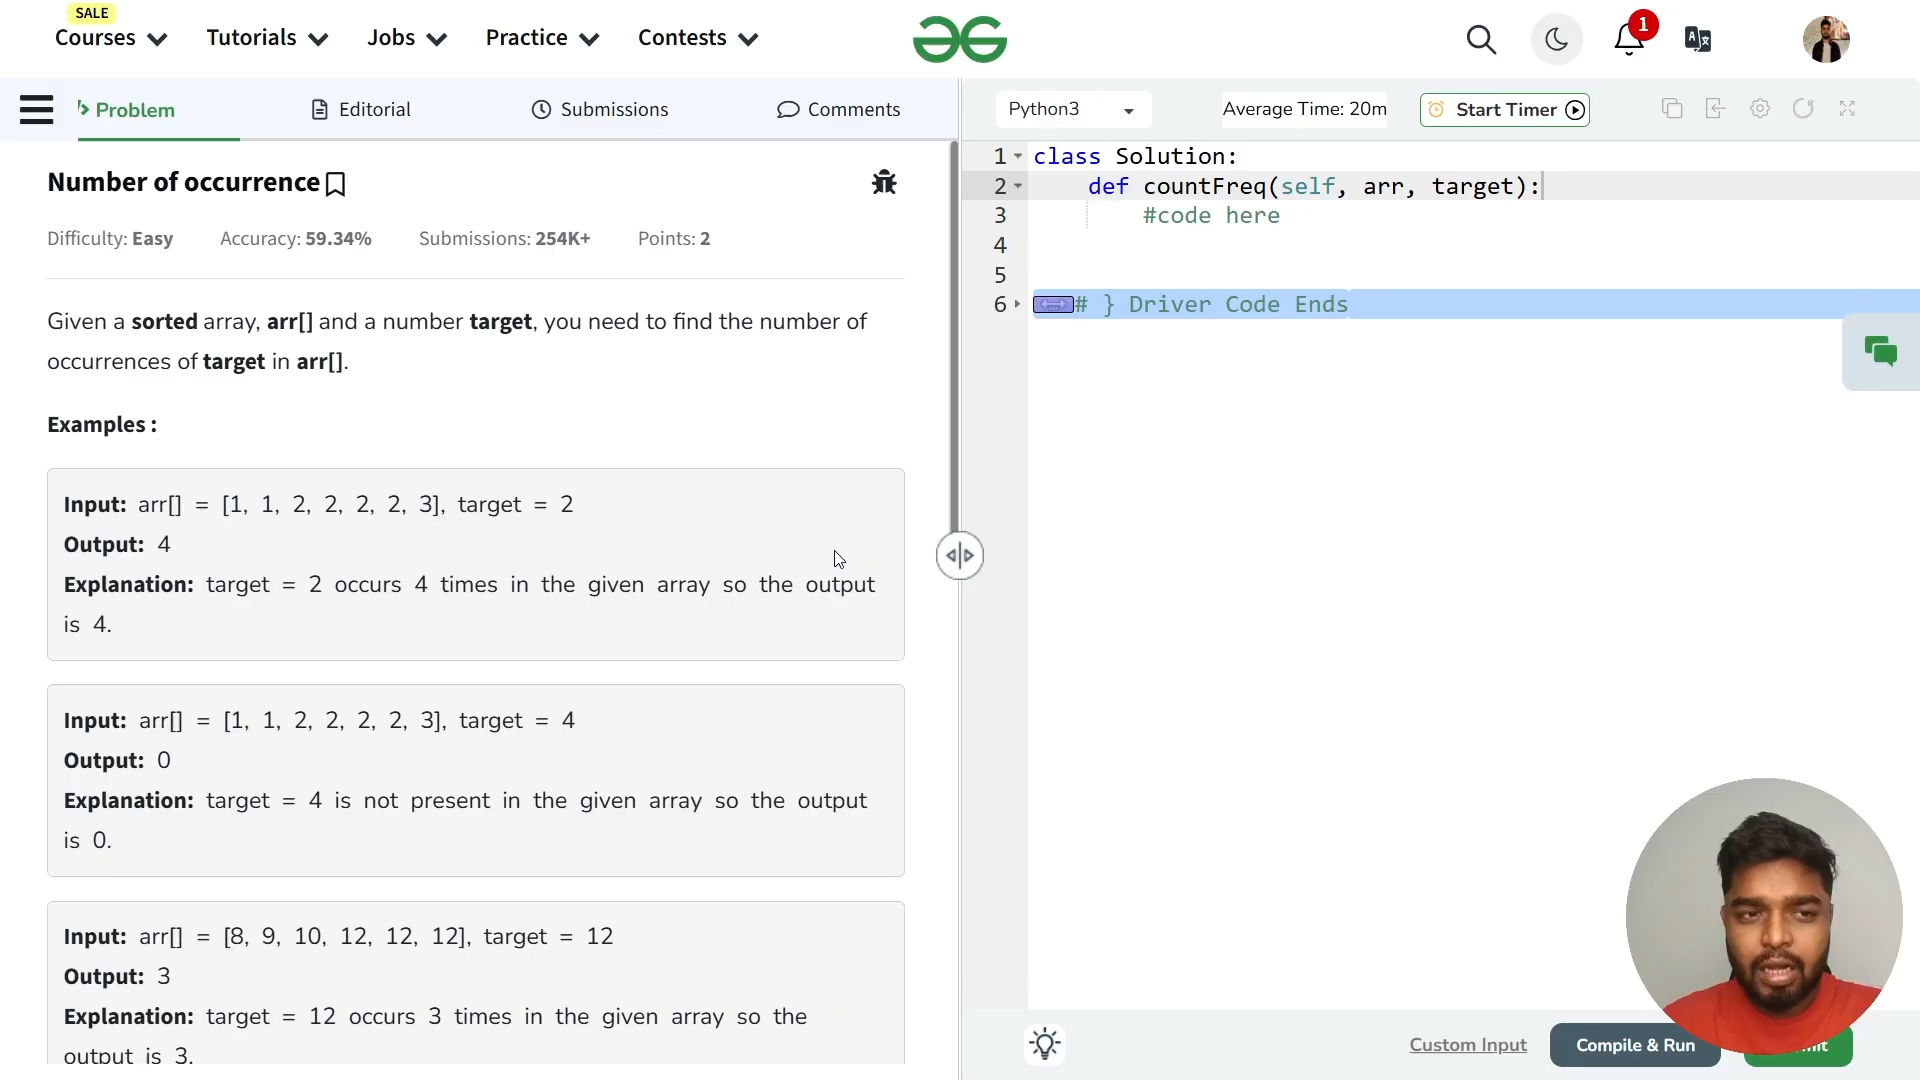 SALE
Courses Tutorials Jobs Practice Contests
1
Problem Editorial Submissions Comments
Python3 Average Time: 20m Start Timer
Number of occurrence
Difficulty: Easy Accuracy: 59.34% Submissions: 254K+ Points: 2
Given a sorted array, arr[] and a number target, you need to find the number of
occurrences of target in arr[].
Examples :
Input: arr[] = [1, 1, 2, 2, 2, 2, 3], target = 2
Output: 4
Explanation: target = 2 occurs 4 times in the given array so the output
is 4.
Input: arr[] = [1, 1, 2, 2, 2, 2, 3], target = 4
Output: 0
Explanation: target = 4 is not present in the given array so the output
is 0.
Input: arr[] = [8, 9, 10, 12, 12, 12], target = 12
Output: 3
Explanation: target = 12 occurs 3 times in the given array so the
output is 3.
1 class Solution:
2 def countFreq(self, arr, target):
3 #code here
4
5
6 # } Driver Code Ends
Custom Input Compile & Run